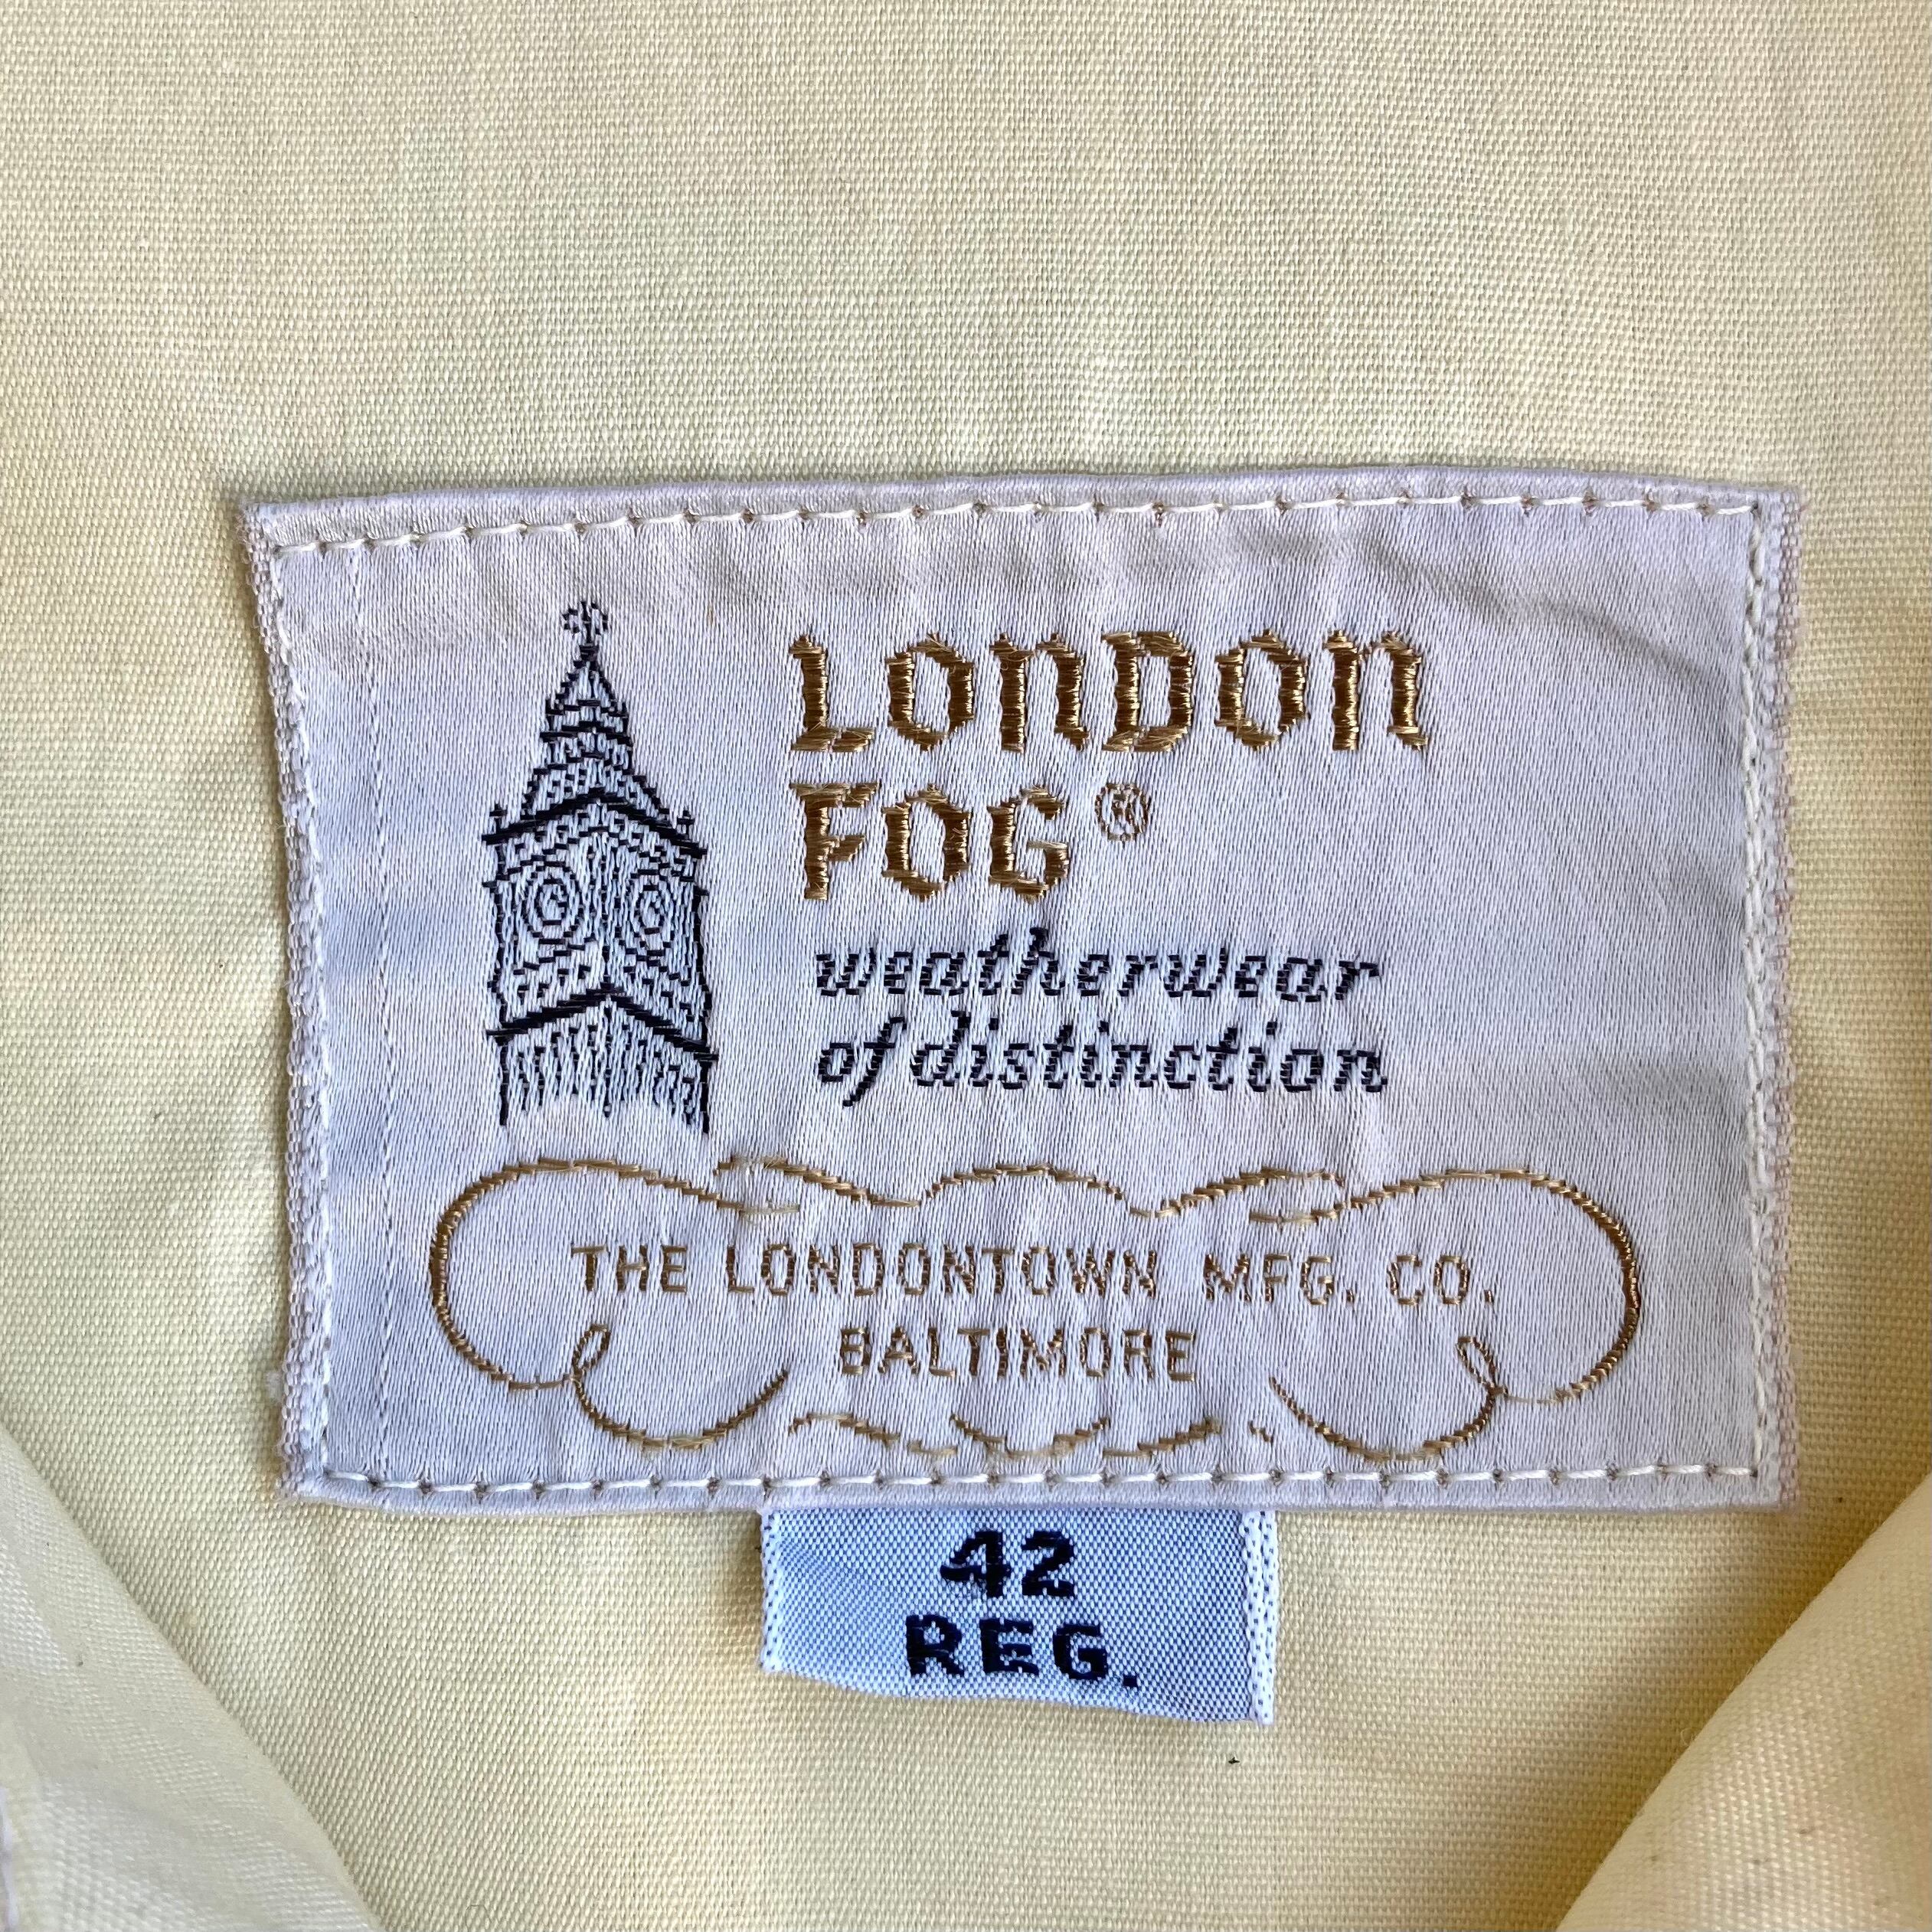 LONDON
FOG®
weatherwear
of distinction
THE LONDONTOWN MFG. CO.
BALTIMORE
42
REG.